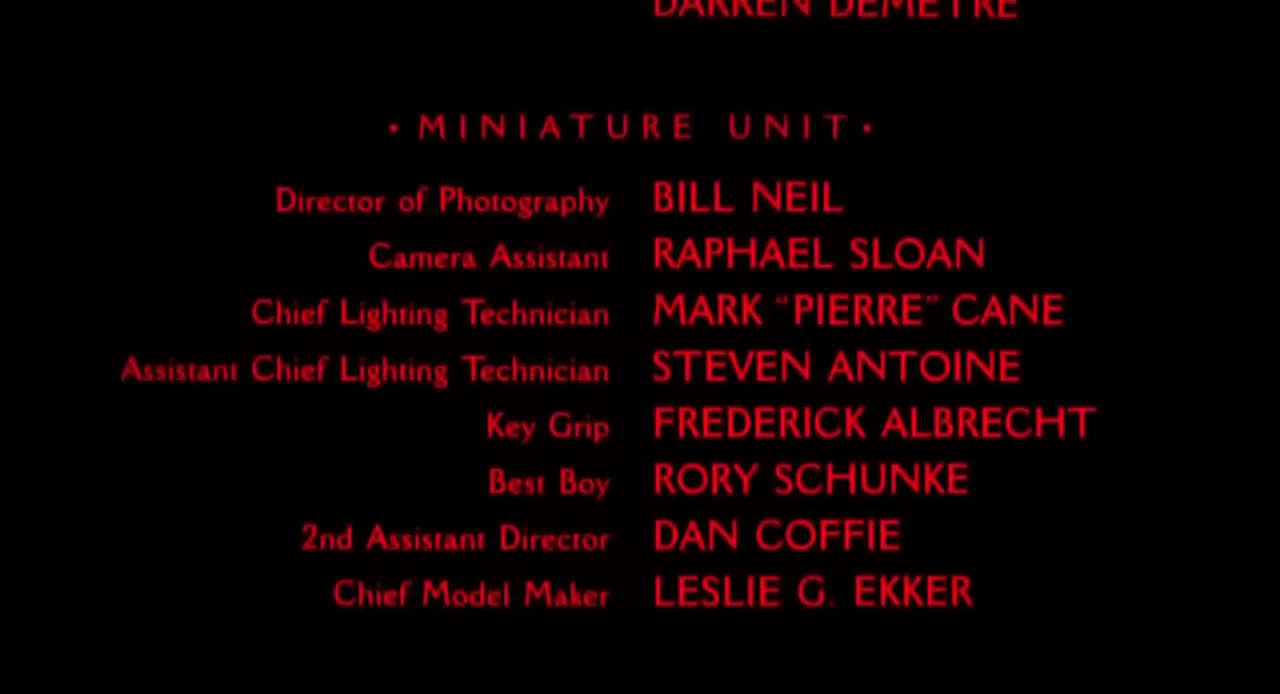 DARREN DEMETRE
• MINIATURE UNIT •
Director of Photography BILL NEIL
Camera Assistant RAPHAEL SLOAN
Chief Lighting Technician MARK “PIERRE” CANE
Assistant Chief Lighting Technician STEVEN ANTOINE
Key Grip FREDERICK ALBRECHT
Best Boy RORY SCHUNKE
2nd Assistant Director DAN COFFIE
Chief Model Maker LESLIE G. EKKER